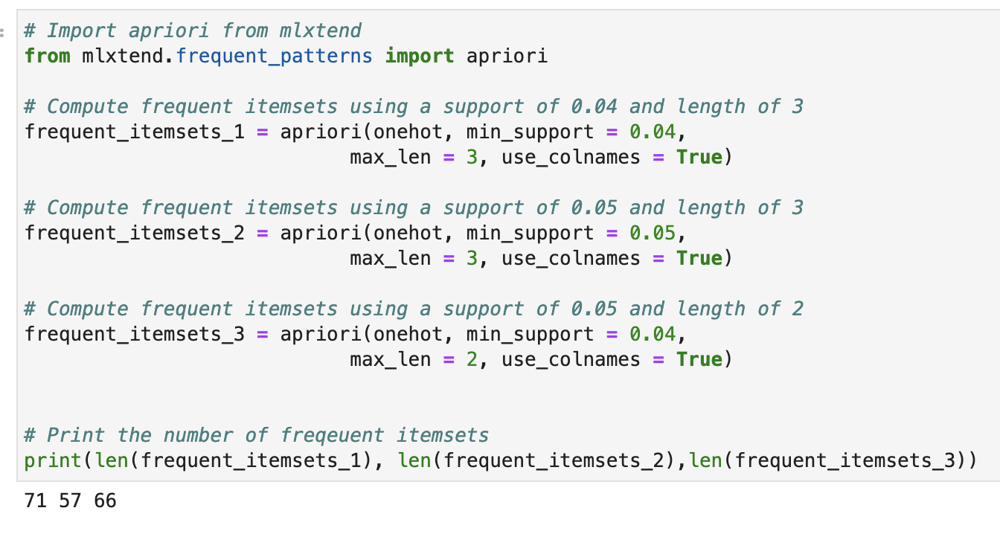 # Import apriori from mlxtend
from mlxtend.frequent_patterns import apriori
# Compute frequent itemsets using a support of 0.04 and length of 3
frequent_itemsets_1 = apriori(onehot, min_support = 0.04,
max_len = 3, use_colnames = True)
# Compute frequent itemsets using a support of 0.05 and length of 3
frequent_itemsets_2 = apriori(onehot, min_support = 0.05,
max_len = 3, use_colnames = True)
# Compute frequent itemsets using a support of 0.05 and length of 2
frequent_itemsets_3 = apriori(onehot, min_support = 0.04,
max_len = 2, use_colnames = True)
# Print the number of freqeuent itemsets
print(len(frequent_itemsets_1), len(frequent_itemsets_2),len(frequent_itemsets_3))
71 57 66